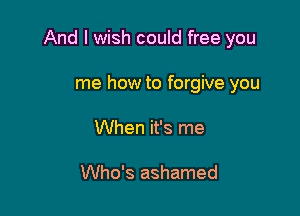 And I wish could free you
me how to forgive you
When it's me
Who's ashamed